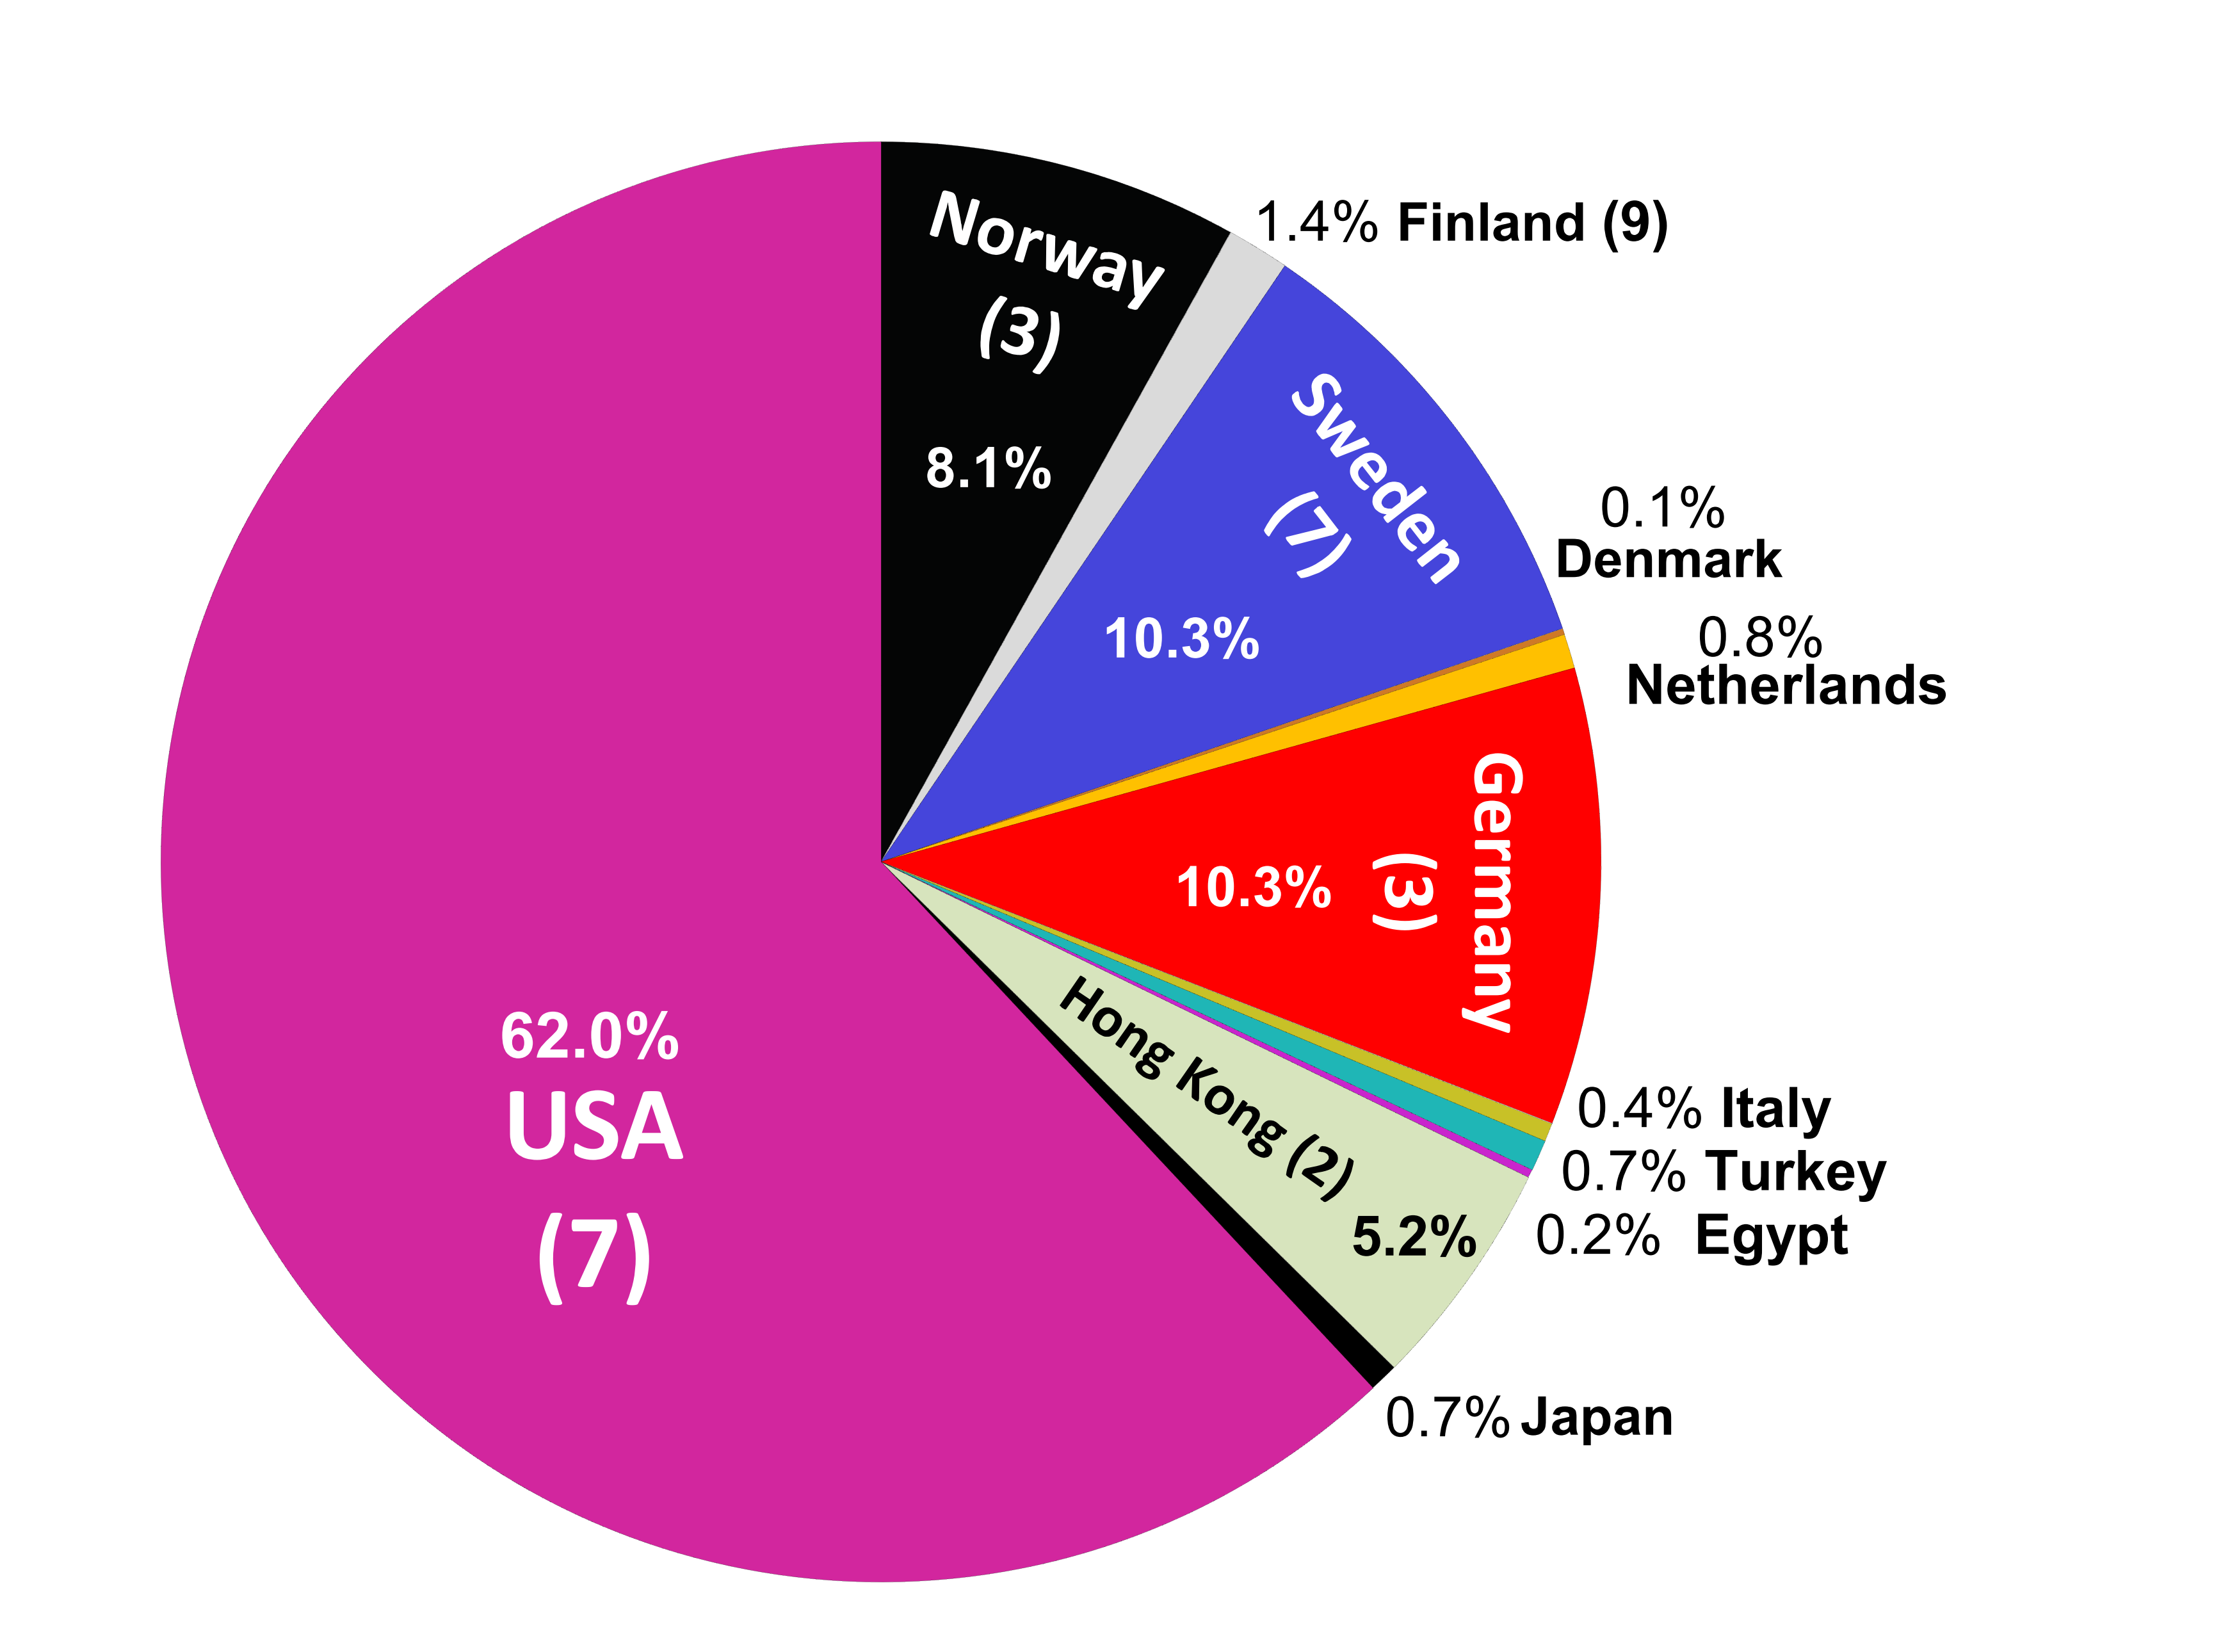 Norway
(3)
8.1%
1.4% Finland (9)
Sweden
(7)
10.3%
0.1%
Denmark
0.8%
Netherlands
Germany
(3)
10.3%
0.4% Italy
0.7% Turkey
0.2% Egypt
Hong Kong (2)
5.2%
0.7% Japan
62.0%
USA
(7)